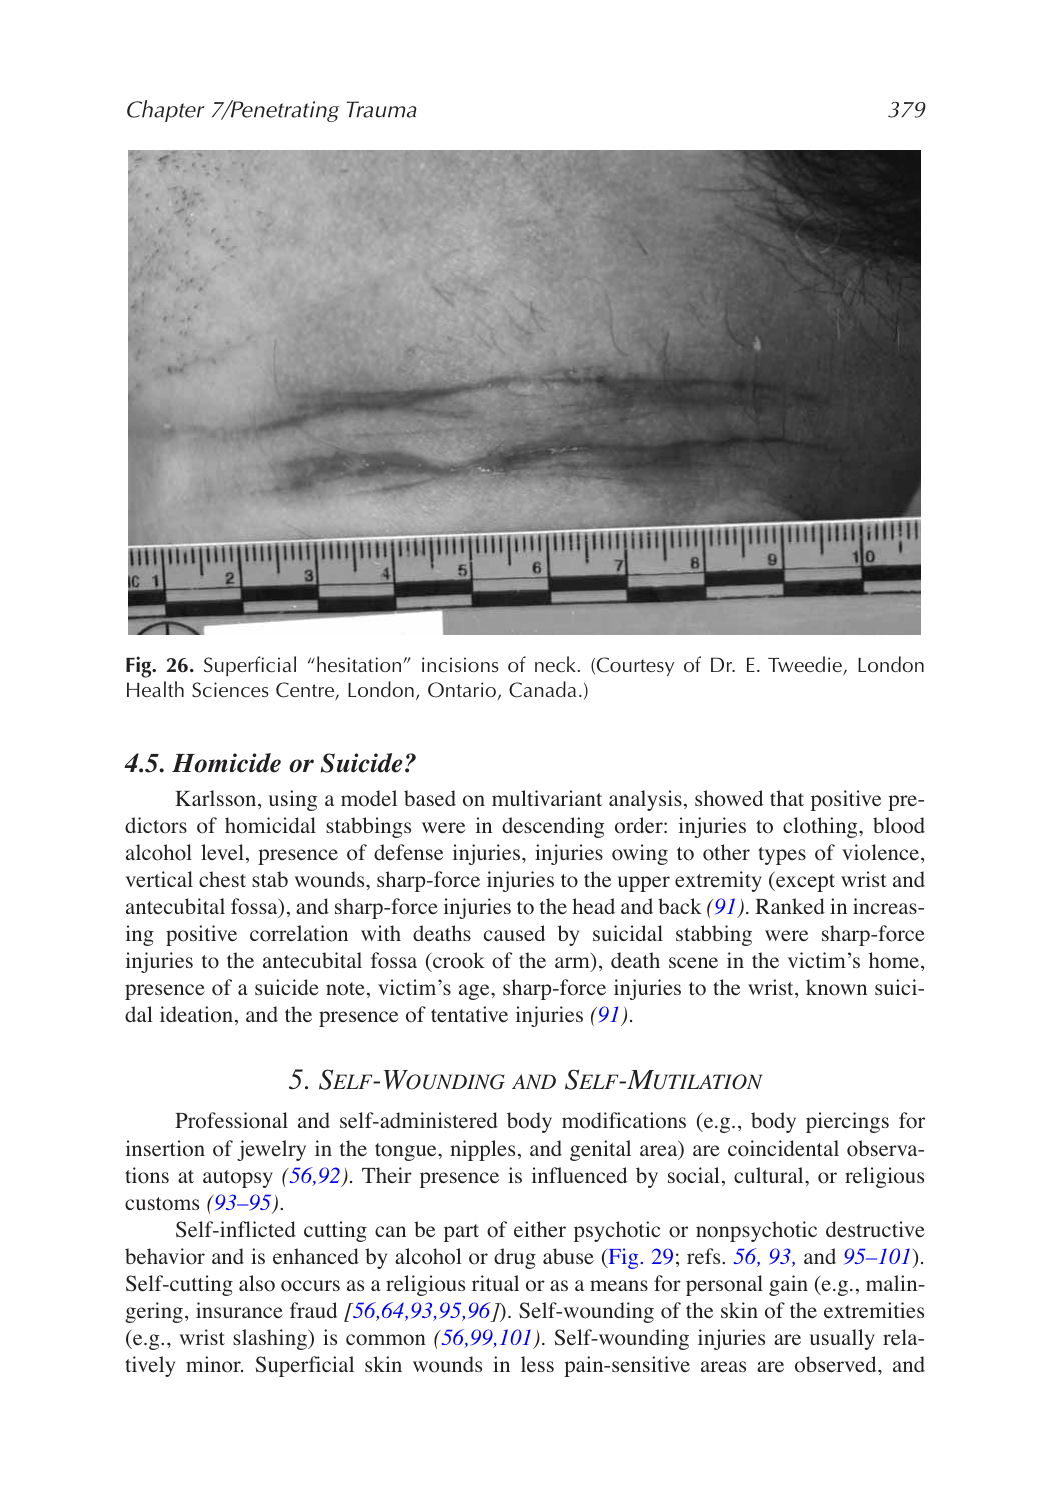 Chapter 7/Penetrating Trauma 379
IC 1 2 3 4 5 6 7 8 9 10
Fig. 26. Superficial “hesitation” incisions of neck. (Courtesy of Dr. E. Tweedie, London
Health Sciences Centre, London, Ontario, Canada.)
4.5. Homicide or Suicide?
Karlsson, using a model based on multivariant analysis, showed that positive pre-
dictors of homicidal stabbings were in descending order: injuries to clothing, blood
alcohol level, presence of defense injuries, injuries owing to other types of violence,
vertical chest stab wounds, sharp-force injuries to the upper extremity (except wrist and
antecubital fossa), and sharp-force injuries to the head and back (91). Ranked in increas-
ing positive correlation with deaths caused by suicidal stabbing were sharp-force
injuries to the antecubital fossa (crook of the arm), death scene in the victim’s home,
presence of a suicide note, victim’s age, sharp-force injuries to the wrist, known suici-
dal ideation, and the presence of tentative injuries (91).
5. SELF-WOUNDING AND SELF-MUTILATION
Professional and self-administered body modifications (e.g., body piercings for
insertion of jewelry in the tongue, nipples, and genital area) are coincidental observa-
tions at autopsy (56,92). Their presence is influenced by social, cultural, or religious
customs (93–95).
Self-inflicted cutting can be part of either psychotic or nonpsychotic destructive
behavior and is enhanced by alcohol or drug abuse (Fig. 29; refs. 56, 93, and 95–101).
Self-cutting also occurs as a religious ritual or as a means for personal gain (e.g., malin-
gering, insurance fraud [56,64,93,95,96]). Self-wounding of the skin of the extremities
(e.g., wrist slashing) is common (56,99,101). Self-wounding injuries are usually rela-
tively minor. Superficial skin wounds in less pain-sensitive areas are observed, and